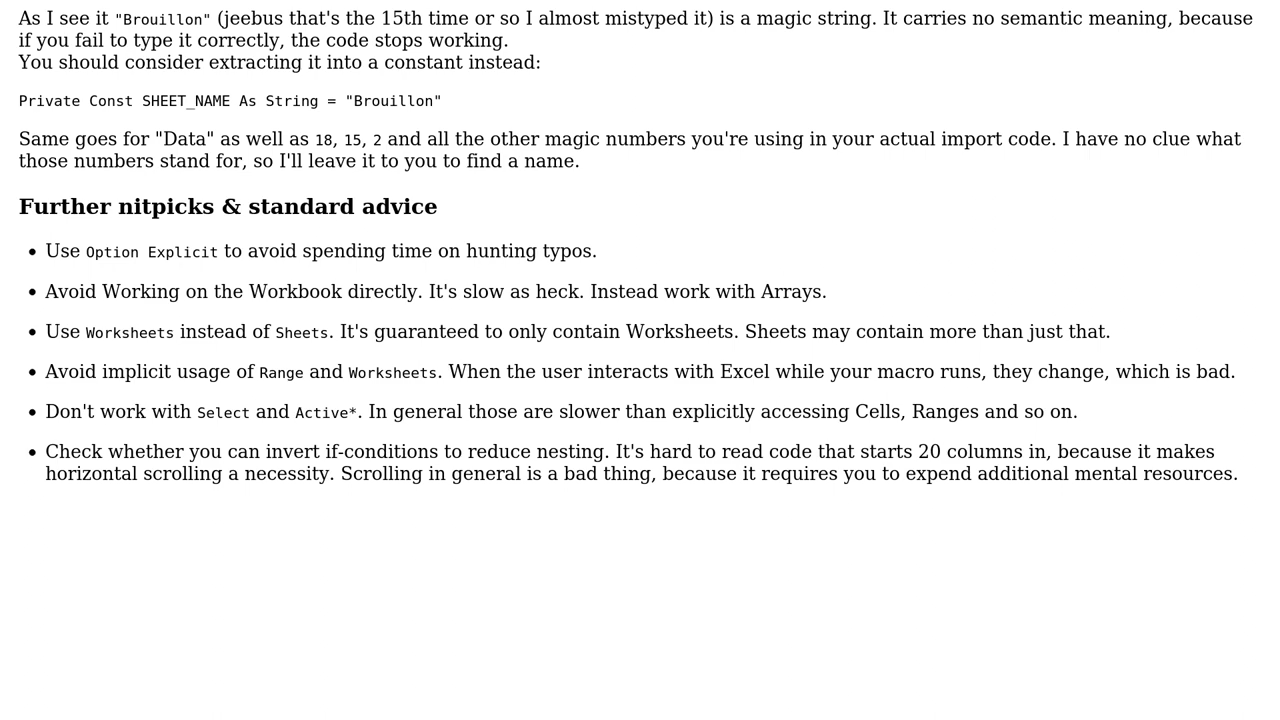 As I see it "Brouillon" (jeebus that's the 15th time or so I almost mistyped it) is a magic string. It carries no semantic meaning, because
if you fail to type it correctly, the code stops working.
You should consider extracting it into a constant instead:
Private Const SHEET_NAME As String = "Brouillon"
Same goes for "Data" as well as 18, 15, 2 and all the other magic numbers you're using in your actual import code. I have no clue what
those numbers stand for, so I'll leave it to you to find a name.
Further nitpicks & standard advice
• Use Option Explicit to avoid spending time on hunting typos.
• Avoid Working on the Workbook directly. It's slow as heck. Instead work with Arrays.
• Use Worksheets instead of Sheets. It's guaranteed to only contain Worksheets. Sheets may contain more than just that.
• Avoid implicit usage of Range and Worksheets. When the user interacts with Excel while your macro runs, they change, which is bad.
• Don't work with Select and Active*. In general those are slower than explicitly accessing Cells, Ranges and so on.
• Check whether you can invert if-conditions to reduce nesting. It's hard to read code that starts 20 columns in, because it makes
horizontal scrolling a necessity. Scrolling in general is a bad thing, because it requires you to expend additional mental resources.